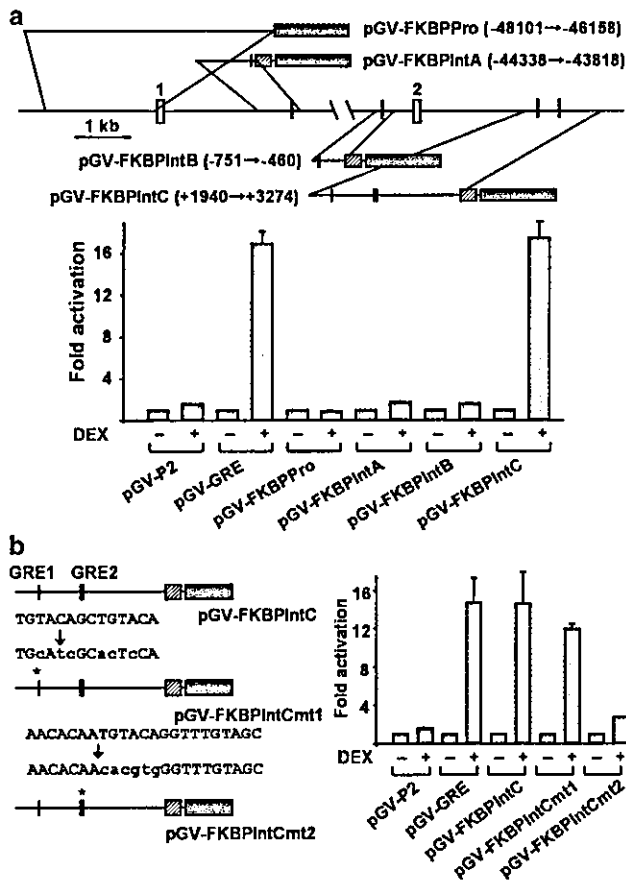 a
pGV-FKBPPro (-48101→-46158)
pGV-FKBPIntA (-44338→-43818)
1
2
1 kb
pGV-FKBPIntB (-751→-460)
pGV-FKBPIntC (+1940→+3274)
Fold activation
16
12
8
4
DEX
- + - + - + - + - + - +
pGV-P2
pGV-GRE
pGV-FKBPPro
pGV-FKBPIntA
pGV-FKBPIntB
pGV-FKBPIntC
b
GRE1 GRE2
pGV-FKBPIntC
TGTACAGCTGTACA
TGcAtcGCacTcCA
*
pGV-FKBPIntCmt1
AACACAATGTACAGGTTTGTAGC
AACACAAcacgtgGGTTTGTAGC
*
pGV-FKBPIntCmt2
Fold activation
16
12
8
4
DEX
- + - + - + - + - +
pGV-P2
pGV-GRE
pGV-FKBPIntC
pGV-FKBPIntCmt1
pGV-FKBPIntCmt2